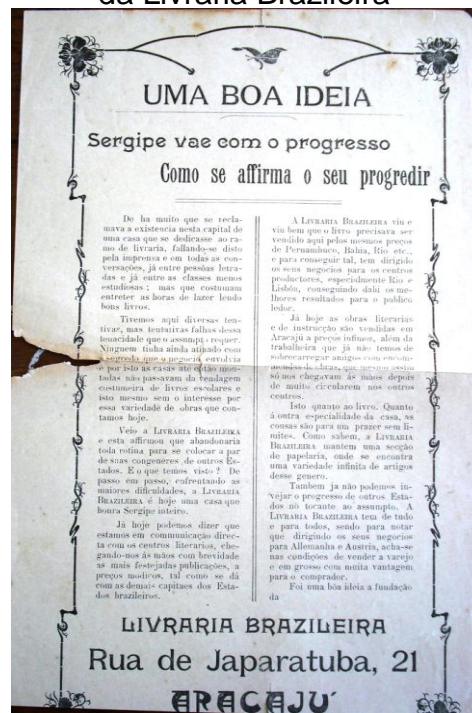 da Livraria Brazileira
UMA BOA IDEIA
Sergipe vae com o progresso
Como se affirma o seu progredir
De ha muito que se recla-
mava a existencia nesta capital de
uma casa que se dedicasse ao ra-
mo de livraria, fallando-se disto
pela imprensa e em todas as con-
versações, já entre pessôas letra-
das e já entre as classes menos
estudiosas; mas que costumam
entreter as horas de lazer lendo
bons livros.
Tivemos aqui diversas ten-
tivas, mas tentativas falhas dessa
tenacidade que o assumpto requer.
Ninguem tinha ainda atinado com
o segredo que o negocio envolvia
e por isto as casas até então mon-
tadas não passavam da vendagem
costumeira de livros escolares e
isto mesmo sem o interesse por
essa variedade de obras que con-
tamos hoje.
Veio a LIVRARIA BRAZILEIRA
e esta affirmou que abandonaria
toda rotina para se colocar a par
de suas congeneres de outros Es-
tados. E o que temos visto? De
passo em passo, enfrentando as
maiores difficuldades, a LIVRARIA
BRAZILEIRA é hoje uma casa que
honra Sergipe inteiro.
Já hoje podemos dizer que
estamos em communicação direc-
ta com os centros literarios, che-
gando-nos ás mãos com brevidade
as mais festejadas publicações, a
preços modicos, tal como se dá
com as demais capitaes dos Esta-
dos brazileiros.
A LIVRARIA BRAZILEIRA viu e
viu bem que o livro precisava ser
vendido aqui pelos mesmos preços
de Pernambuco, Bahia, Rio etc.,
e para conseguir tal, tem dirigido
os seus negocios para os centros
productores, especialmente Rio e
Lisbôa, conseguindo dahi os me-
lhores resultados para o publico
ledor.
Já hoje as obras literarias
e de instrucção são vendidas em
Aracajú a preços infimos, além da
trabalheira que já não temos de
sobrecarregar amigos com encom-
mendas de obras, que mesmo assim
só nos chegavam ás mãos depois
de muito circularem nos outros
centros.
Isto quanto ao livro. Quanto
á outra especialidade da casa, as
cousas são para um prazer sem li-
mites. Como sabem, a LIVRARIA
BRAZILEIRA mantem uma secção
de papelaria, onde se encontra
uma variedade infinita de artigos
desse genero.
Tambem ja não podemos in-
vejar o progresso de outros Esta-
dos nó tocante ao assumpto. A
LIVRARIA BRAZILEIRA tem de tudo
e para todos, sendo para notar
que dirigindo os seus negocios
para Allemanha e Austria, acha-se
nas condições de vender a varejo
e em grosso com muita vantagem
para o comprador.
Foi uma bôa ideia a fundação
da
LIVRARIA BRAZILEIRA
Rua de Japaratuba, 21
ARACAJU'